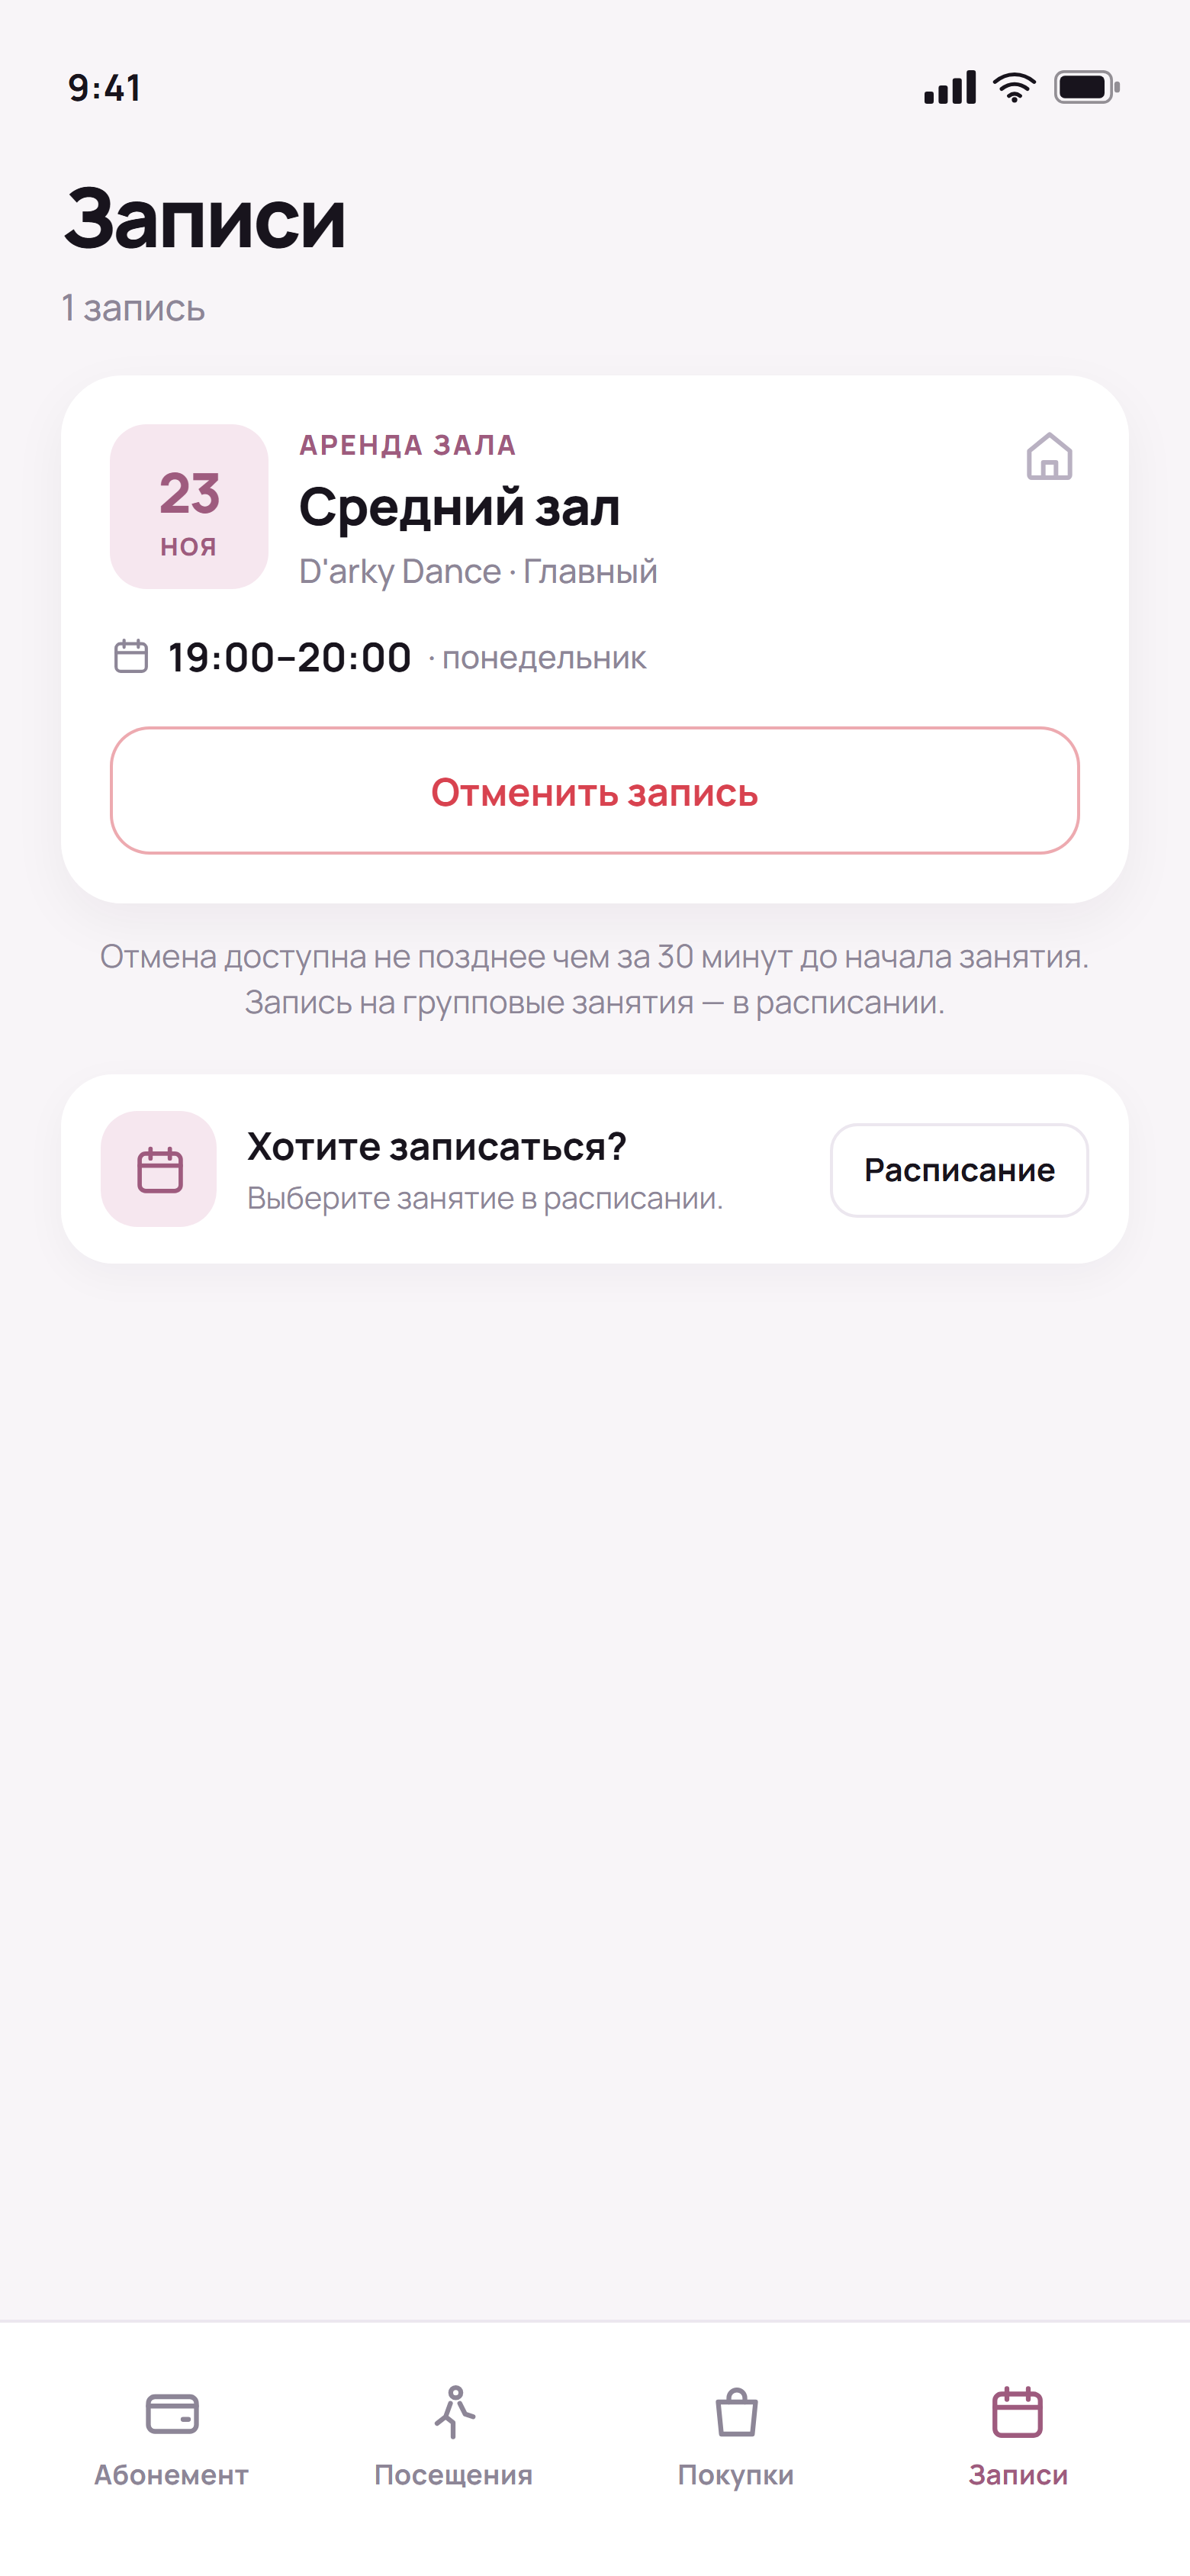 9:41
Записи
1 запись
23
ноя
АРЕНДА ЗАЛА
Средний зал
D'arky Dance · Главный
19:00–20:00 · понедельник
Отменить запись
Отмена доступна не позднее чем за 30 минут до начала занятия.
Запись на групповые занятия — в расписании.
Хотите записаться?
Выберите занятие в расписании.
Расписание
Абонемент
Посещения
Покупки
Записи